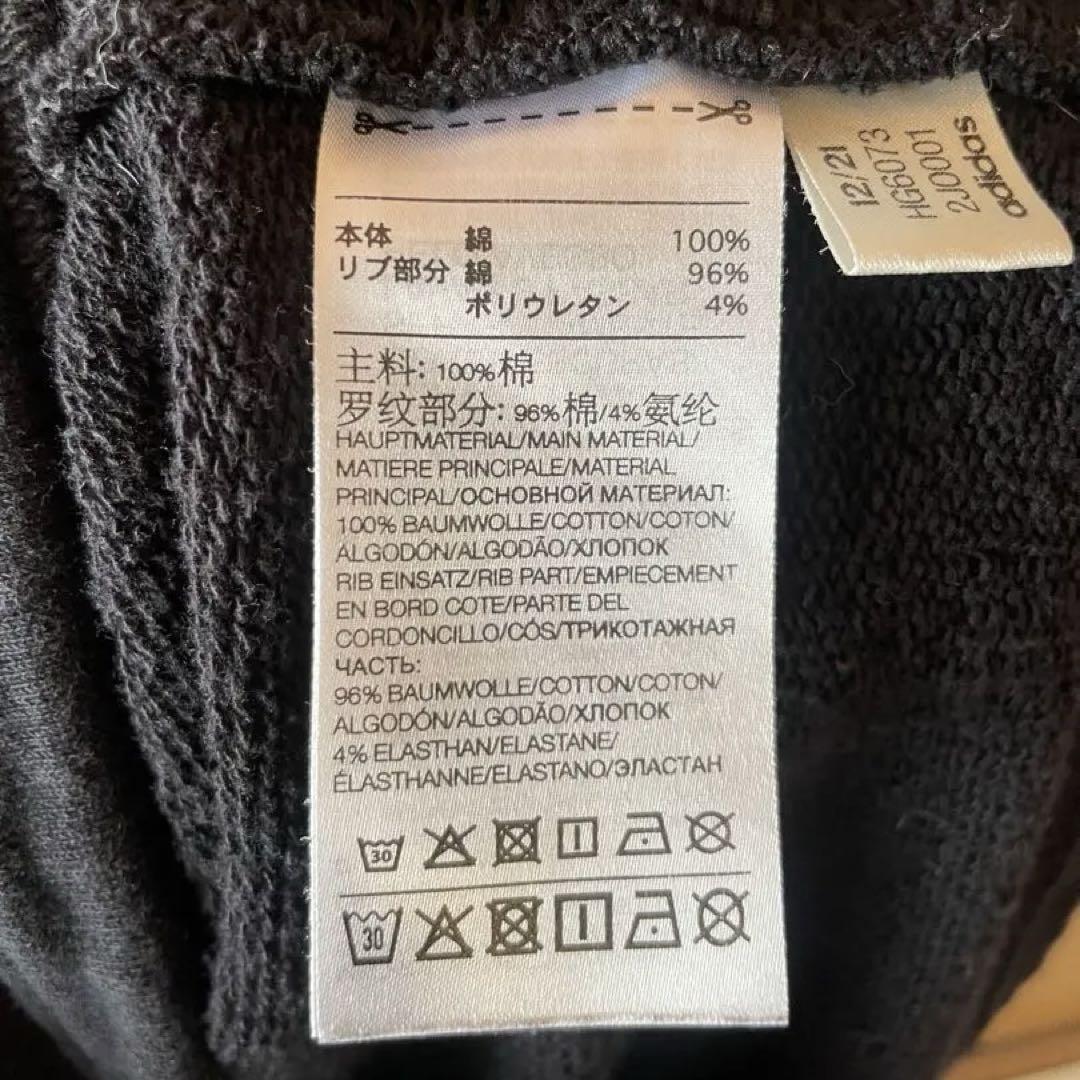 本体 綿 100%
リブ部分 綿 96%
ポリウレタン 4%
主料: 100%棉
罗纹部分: 96%棉/4%氨纶
HAUPTMATERIAL/MAIN MATERIAL/
MATIERE PRINCIPALE/MATERIAL
PRINCIPAL/ОСНОВНОЙ МАТЕРИАЛ:
100% BAUMWOLLE/COTTON/COTON/
ALGODÓN/ALGODÃO/ХЛОПОК
RIB EINSATZ/RIB PART/EMPIECEMENT
EN BORD COTE/PARTE DEL
CORDONCILLO/CÓS/ТРИКОТАЖНАЯ
ЧАСТЬ:
96% BAUMWOLLE/COTTON/COTON/
ALGODÓN/ALGODÃO/ХЛОПОК
4% ELASTHAN/ELASTANE/
ÉLASTHANNE/ELASTANO/ЭЛАСТАН
30
30
12/21
HG6073
2J0001
adidas